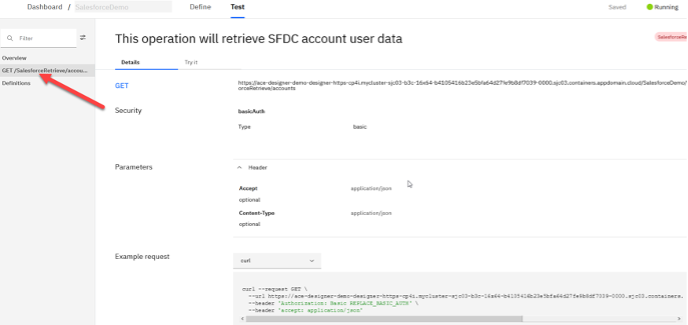 Dashboard / SalesforceDemo Define Test Saved Running
Filter
This operation will retrieve SFDC account user data
SalesforceRe
Overview
GET /SalesforceRetrieve/accou...
Definitions
Details Try it
GET
https://ace-designer-demo-designer-https-cp4i.mycluster-sjc03-b3c-16x64-b4135416b23e5bfa64d27fe9b8df7039-0000.sjc03.containers.appdomain.cloud/SalesforceDemo/
orceRetrieve/accounts
Security
basicAuth
Type basic
Parameters
Header
Accept application/json
optional
Content-Type application/json
optional
Example request
curl
curl --request GET \
--url https://ace-designer-demo-designer-https-cp4i.mycluster-sjc03-b3c-16x64-b4135416b23e5bfa64d27fe9b8df7039-0000.sjc03.containers.
--header 'Authorization: Basic REPLACE_BASIC_AUTH' \
--header 'accept: application/json'